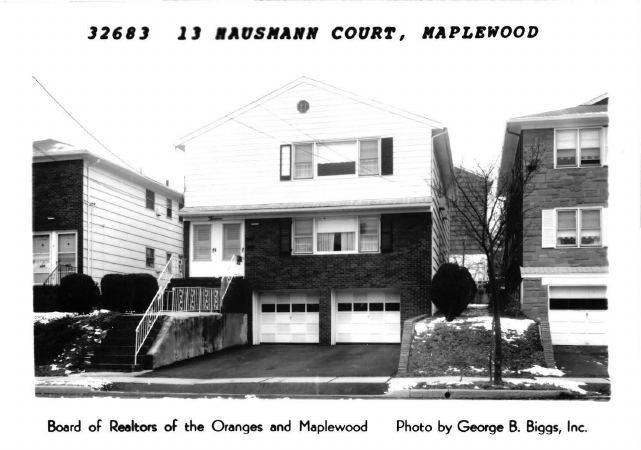 32683 13 HAUSMANN COURT, MAPLEWOOD
Board of Realtors of the Oranges and Maplewood Photo by George B. Biggs, Inc.